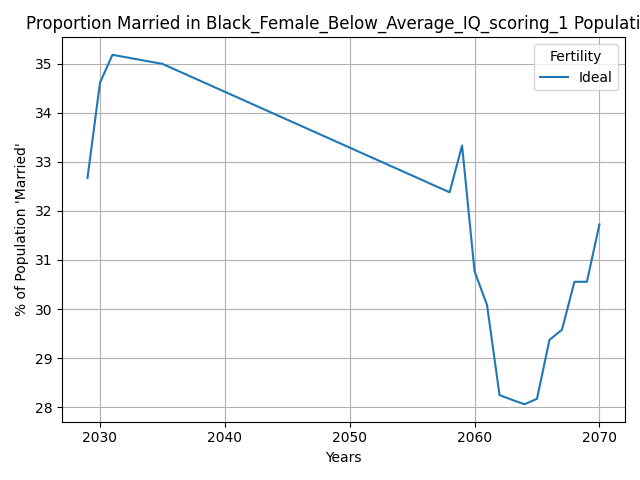 Proportion Married in Black_Female_Below_Average_IQ_scoring_1 Populati
Fertility
Ideal
% of Population 'Married'
35
34
33
32
31
30
29
28
2030 2040 2050 2060 2070
Years